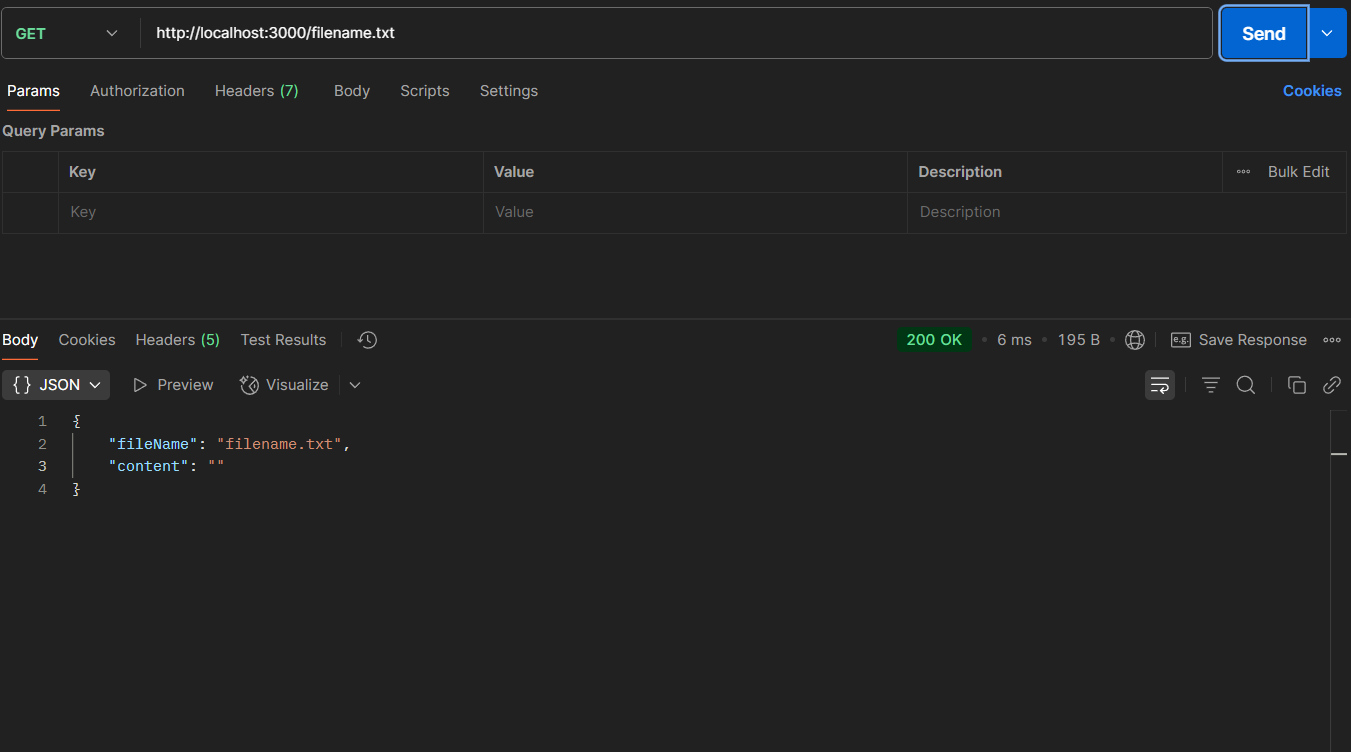 GET http://localhost:3000/filename.txt Send
Params Authorization Headers (7) Body Scripts Settings Cookies
Query Params
Key Value Description Bulk Edit
Key Value Description
Body Cookies Headers (5) Test Results 200 OK • 6 ms • 195 B • e.g. Save Response
{} JSON Preview Visualize
1 {
2 "fileName": "filename.txt",
3 "content": ""
4 }